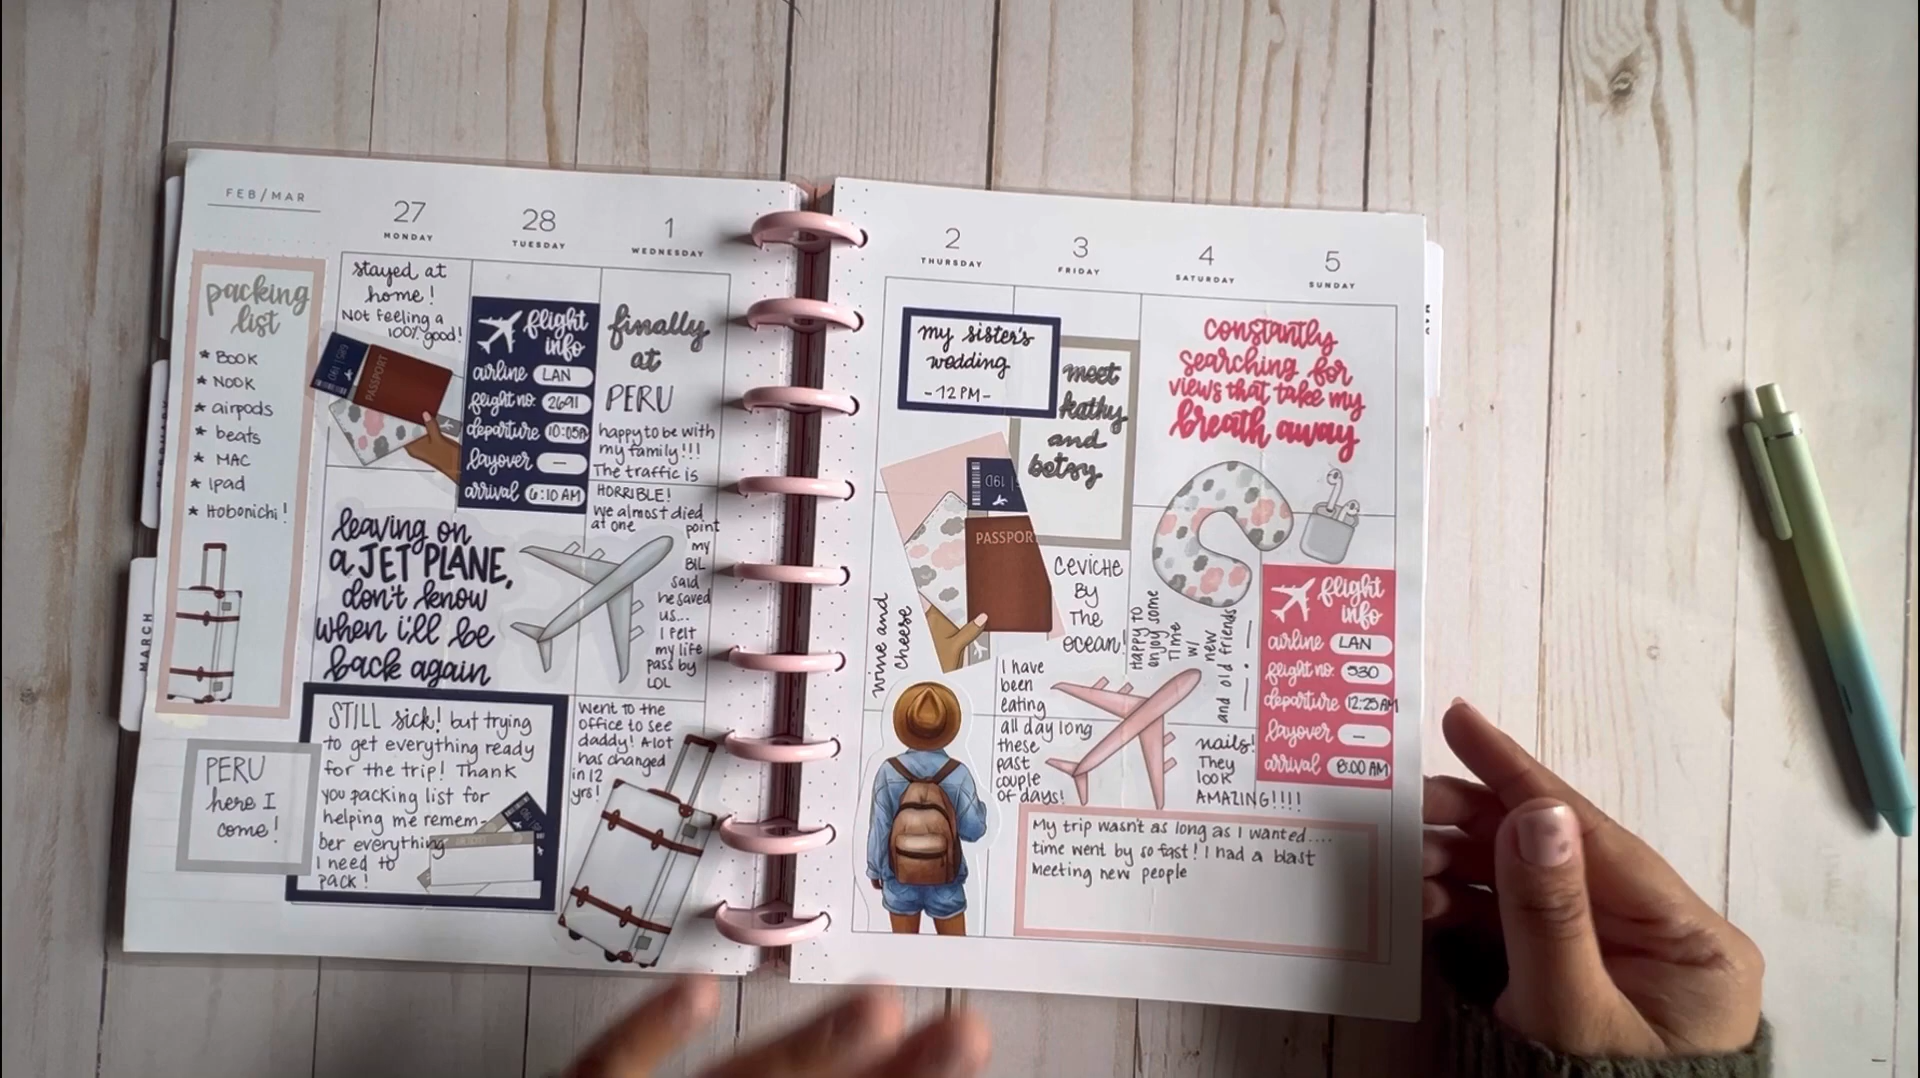 FEB/MAR
27
MONDAY
28
TUESDAY
1
WEDNESDAY
packing
list
* BOOK
* NOOK
* airpods
* beats
* MAC
* Ipad
* Hobonichi!
PERU
here I
come!
MARCH
stayed at
home!
Not feeling a
100% good!
PASSPORT
leaving on
a JET PLANE,
don't know
when i'll be
back again
STILL sick! but trying
to get everything ready
for the trip! Thank
you packing list for
helping me remem-
ber everything
I need to
pack!
flight
info
airline LAN
flight no. 2691
departure 10:05P
layover —
arrival 6:10 AM
finally
at
PERU
happy to be with
my family!!!
The traffic is
HORRIBLE!
we almost died
at one point
my
BIL
said
he saved
us...
I felt
my life
pass by
LOL
Went to the
office to see
daddy! A lot
has changed
in 12
yrs!
2
THURSDAY
3
FRIDAY
4
SATURDAY
5
SUNDAY
my sister's
wedding
-12 PM-
19D
PASSPOR
wine and
cheese
meet
kathy
and
betsy
CEVICHE
By
The
ocean!
I have
been
eating
all day long
these
past
couple
of days!
constantly
searching for
views that take my
breath away
Happy to
enjoy some
Time
w/
new
and old friends
nails!
They
look
AMAZING!!!!
flight
info
airline LAN
flight no. 530
departure 12:25AM
layover —
arrival 8:00 AM
My trip wasn't as long as I wanted....
time went by so fast! I had a blast
meeting new people